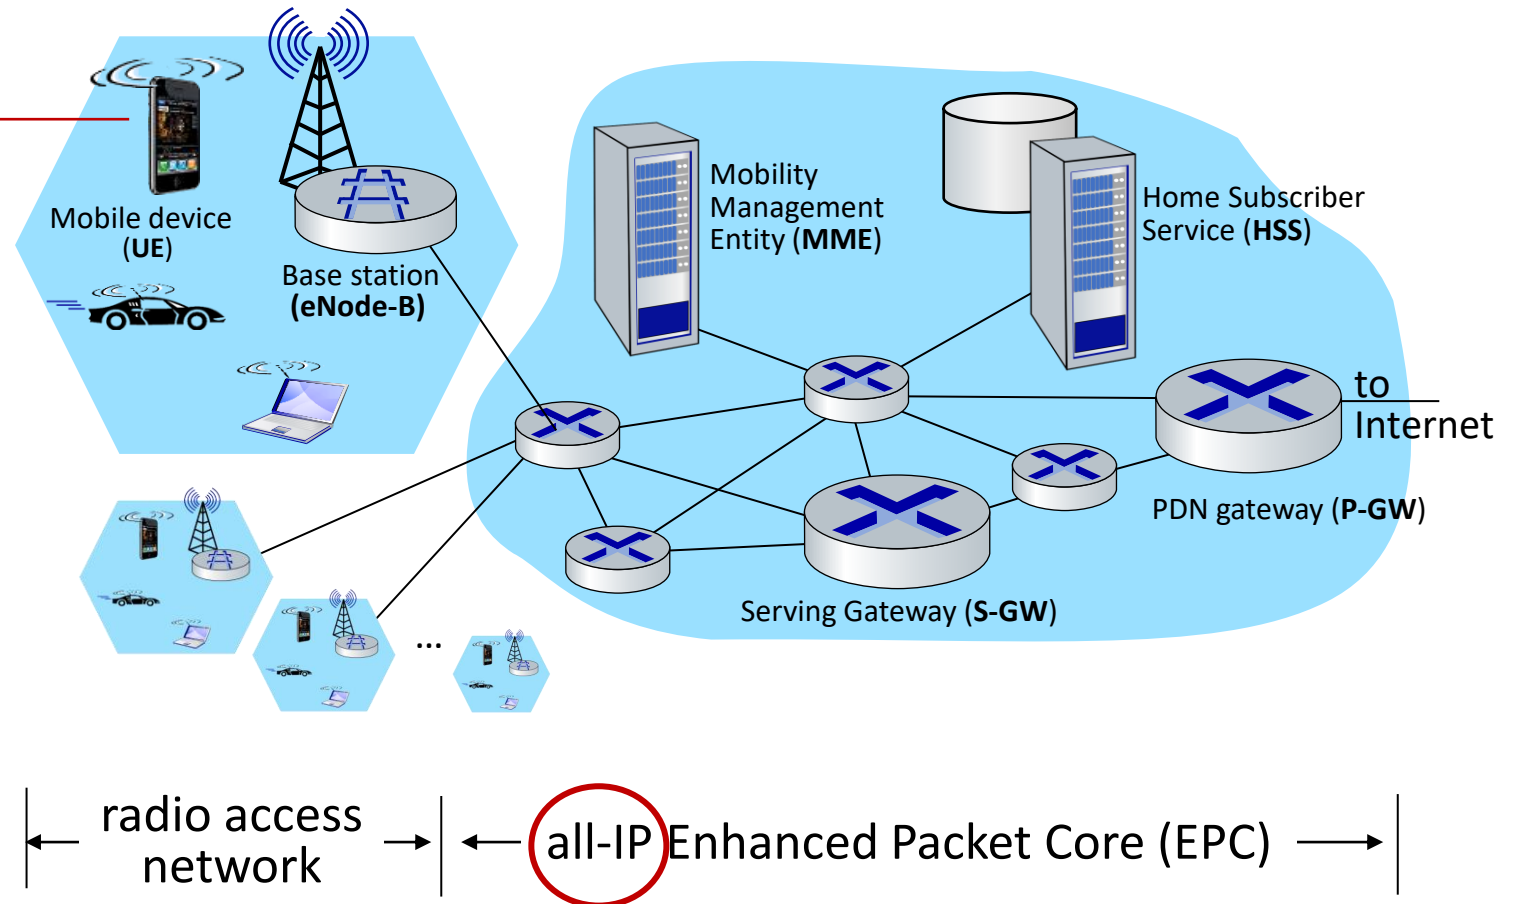 Mobile device
(UE)
Base station
(eNode-B)
Mobility
Management
Entity (MME)
Home Subscriber
Service (HSS)
to
Internet
PDN gateway (P-GW)
Serving Gateway (S-GW)
...
radio access
network
all-IP Enhanced Packet Core (EPC)